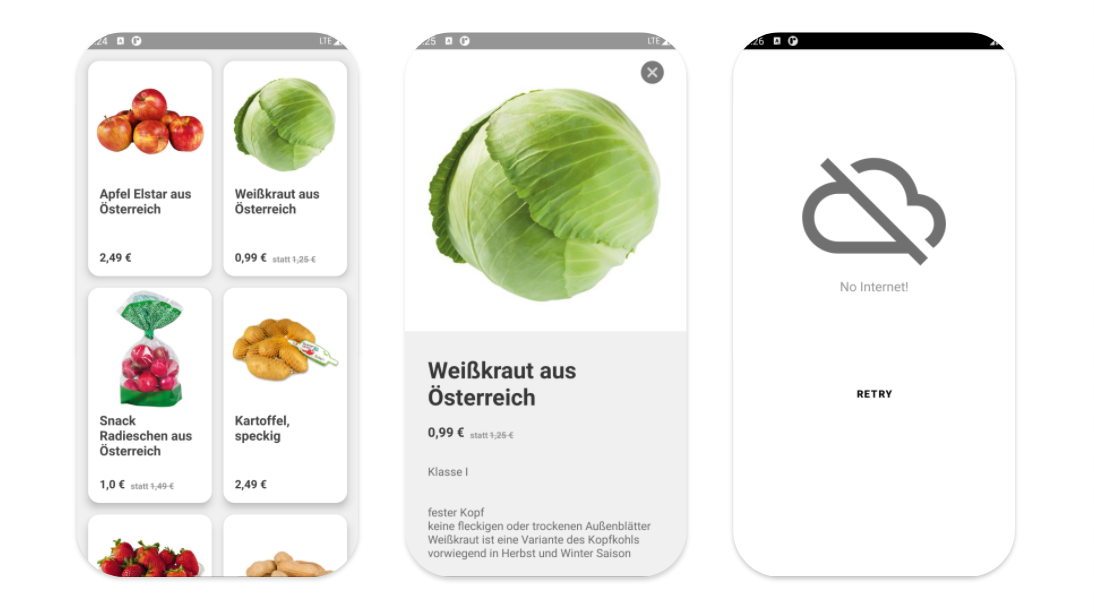 24
LTE
Apfel Elstar aus
Österreich
2,49 €
Weißkraut aus
Österreich
0,99 € statt 1,25 €
Snack
Radieschen aus
Österreich
1,0 € statt 1,49 €
Kartoffel,
speckig
2,49 €
25
LTE
Weißkraut aus
Österreich
0,99 € statt 1,25 €
Klasse I
fester Kopf
keine fleckigen oder trockenen Außenblätter
Weißkraut ist eine Variante des Kopfkohls
vorwiegend in Herbst und Winter Saison
26
No Internet!
RETRY